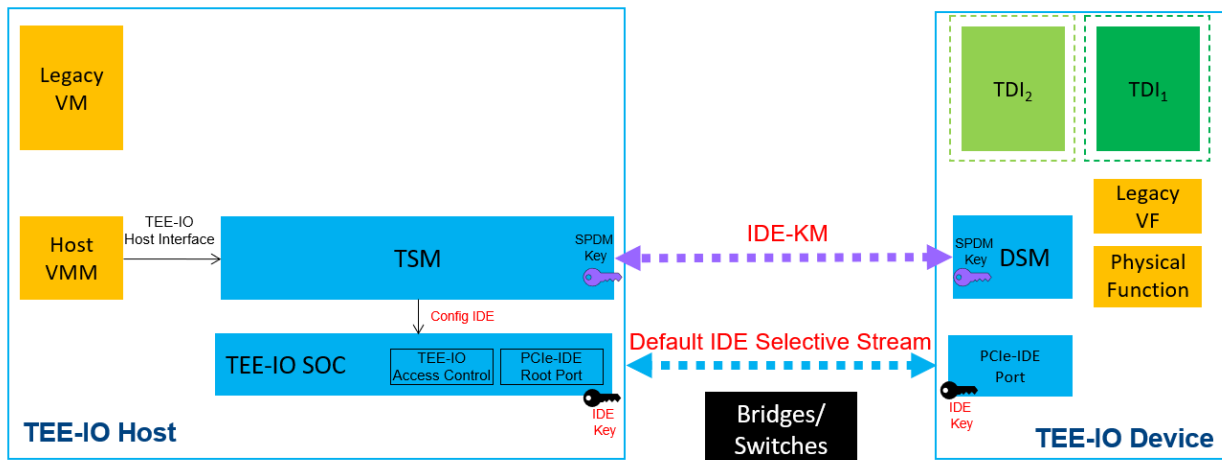 Legacy
VM
TDI₂
TDI₁
TEE-IO
Host Interface
Host
VMM
TSM
SPDM
Key
IDE-KM
SPDM
Key
DSM
Legacy
VF
Physical
Function
Config IDE
TEE-IO SOC
TEE-IO
Access Control
PCIe-IDE
Root Port
Default IDE Selective Stream
PCIe-IDE
Port
IDE
Key
IDE
Key
Bridges/
Switches
TEE-IO Host
TEE-IO Device